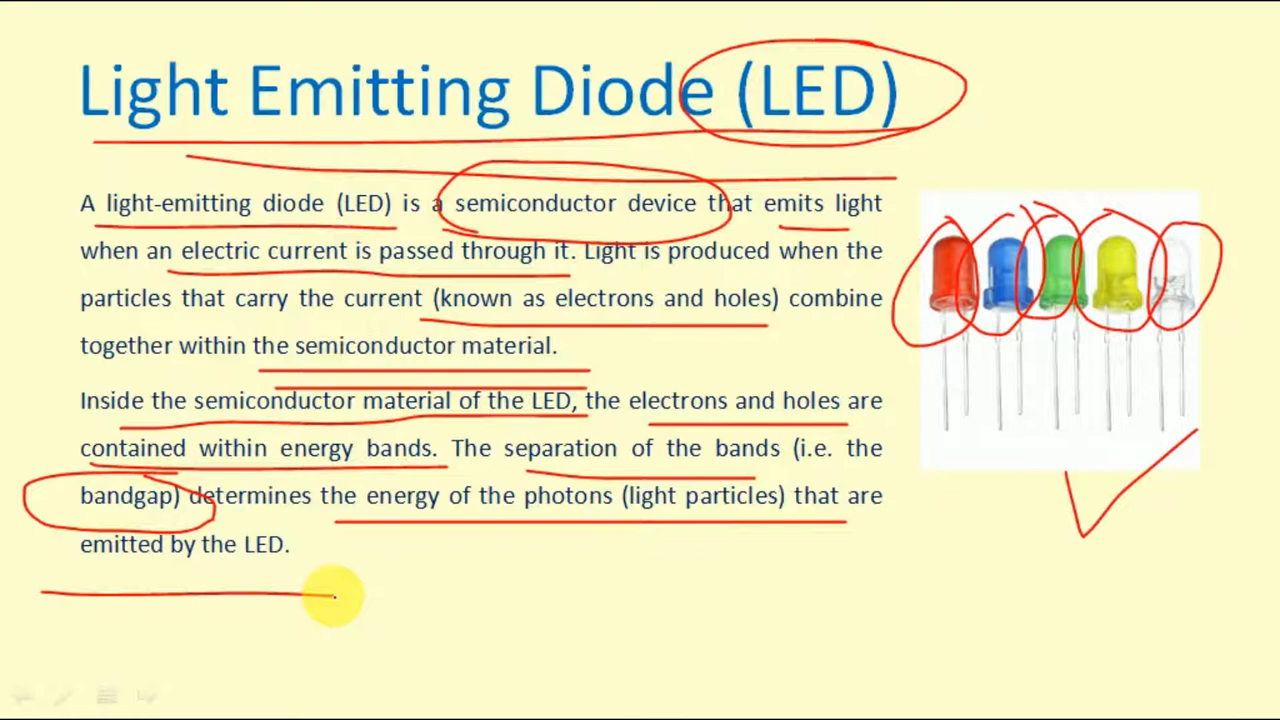 Light Emitting Diode (LED)
A light-emitting diode (LED) is a semiconductor device that emits light
when an electric current is passed through it. Light is produced when the
particles that carry the current (known as electrons and holes) combine
together within the semiconductor material.
Inside the semiconductor material of the LED, the electrons and holes are
contained within energy bands. The separation of the bands (i.e. the
bandgap) determines the energy of the photons (light particles) that are
emitted by the LED.